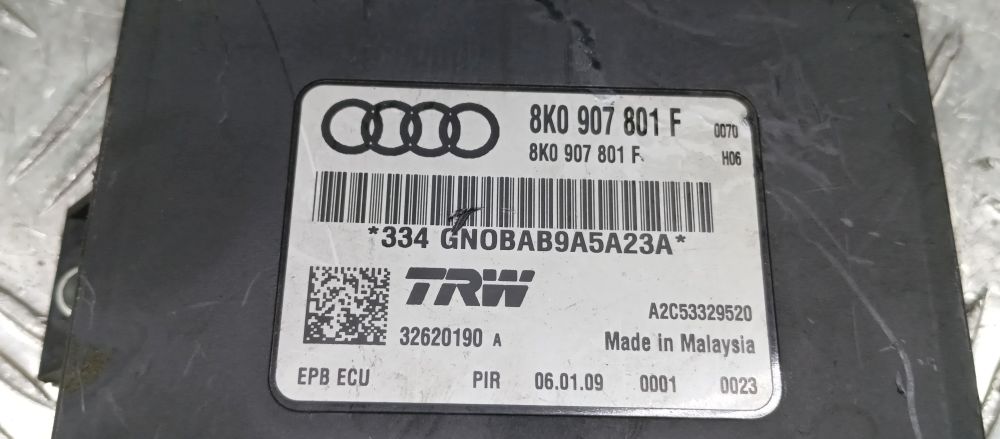 8K0 907 801 F 0070
8K0 907 801 F. H06
*334 GNOBAB9A5A23A*
TRW
A2C53329520
32620190 A
Made in Malaysia
EPB ECU PIR 06.01.09 0001 0023